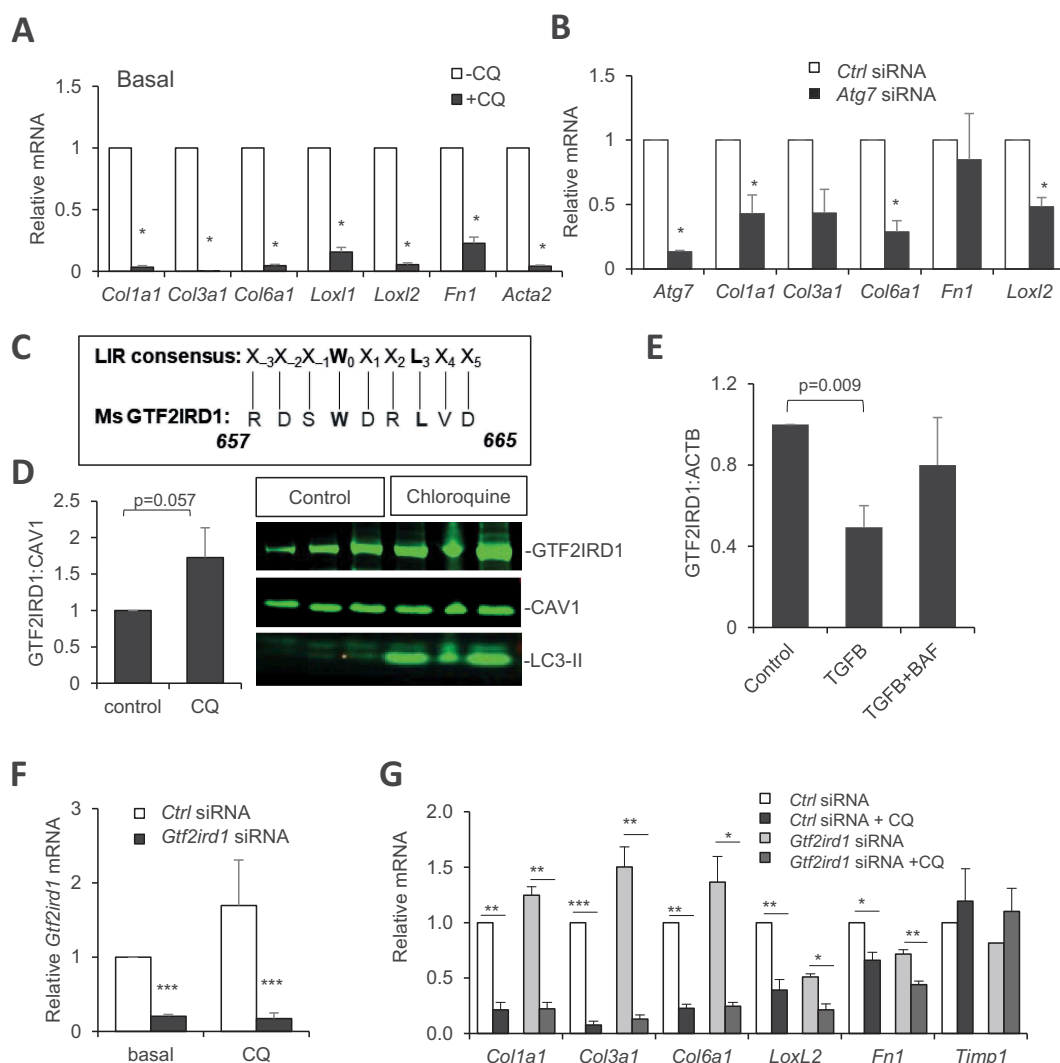 A
Basal
-CQ
+CQ
Relative mRNA
1.5
1
0.5
0
* * * * * * *
Col1a1 Col3a1 Col6a1 Loxl1 Loxl2 Fn1 Acta2
B
Ctrl siRNA
Atg7 siRNA
Relative mRNA
1.5
1
0.5
0
* * * *
Atg7 Col1a1 Col3a1 Col6a1 Fn1 Loxl2
C
LIR consensus: X–3X–2X–1W0 X1 X2 L3 X4 X5
Ms GTF2IRD1: R D S W D R L V D
657 665
D
GTF2IRD1:CAV1
2.5
2
1.5
1
0.5
0
p=0.057
control CQ
Control Chloroquine
-GTF2IRD1
-CAV1
-LC3-II
E
GTF2IRD1:ACTB
1.2
0.8
0.4
0
p=0.009
Control TGFB TGFB+BAF
F
Ctrl siRNA
Gtf2ird1 siRNA
Relative Gtf2ird1 mRNA
3
2
1
0
*** ***
basal CQ
G
Ctrl siRNA
Ctrl siRNA + CQ
Gtf2ird1 siRNA
Gtf2ird1 siRNA +CQ
Relative mRNA
2.0
1.5
1.0
0.5
0.0
** ** *** ** ** * ** * * **
Col1a1 Col3a1 Col6a1 LoxL2 Fn1 Timp1